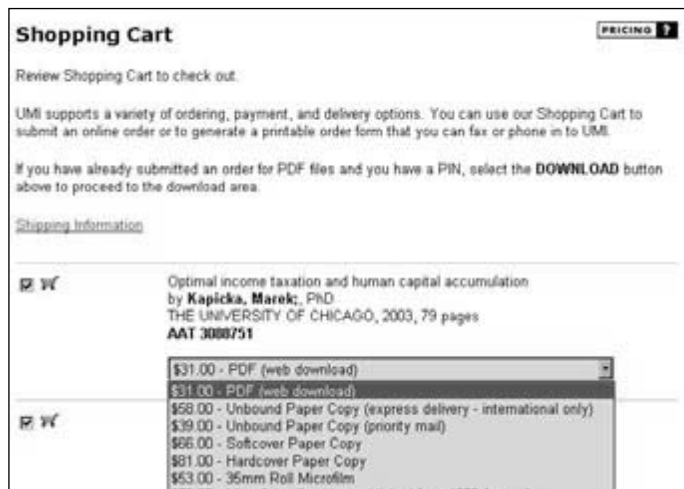 Shopping Cart
PRICING ?
Review Shopping Cart to check out.
UMI supports a variety of ordering, payment, and delivery options. You can use our Shopping Cart to
submit an online order or to generate a printable order form that you can fax or phone in to UMI.
If you have already submitted an order for PDF files and you have a PIN, select the DOWNLOAD button
above to proceed to the download area.
Shipping Information
Optimal income taxation and human capital accumulation
by Kapicka, Marek;, PhD
THE UNIVERSITY OF CHICAGO, 2003, 79 pages
AAT 3088751
$31.00 - PDF (web download)
$31.00 - PDF (web download)
$58.00 - Unbound Paper Copy (express delivery - international only)
$39.00 - Unbound Paper Copy (priority mail)
$66.00 - Softcover Paper Copy
$81.00 - Hardcover Paper Copy
$53.00 - 35mm Roll Microfilm